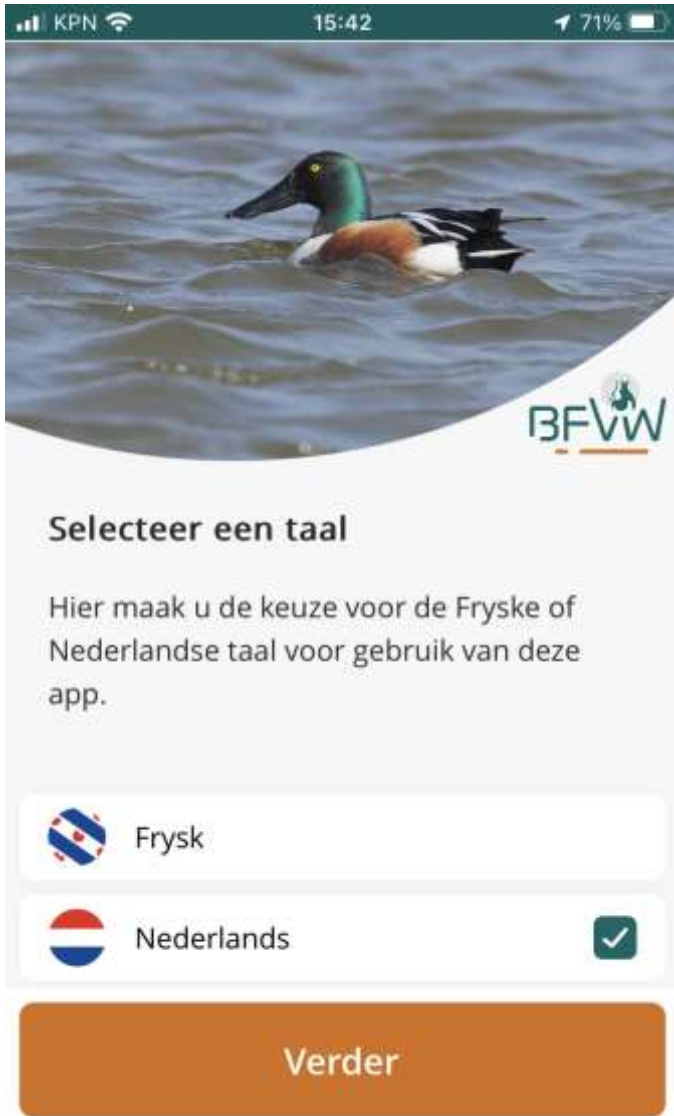 KPN 15:42 71%
BFVW
Selecteer een taal
Hier maak u de keuze voor de Fryske of
Nederlandse taal voor gebruik van deze
app.
Frysk
Nederlands
Verder